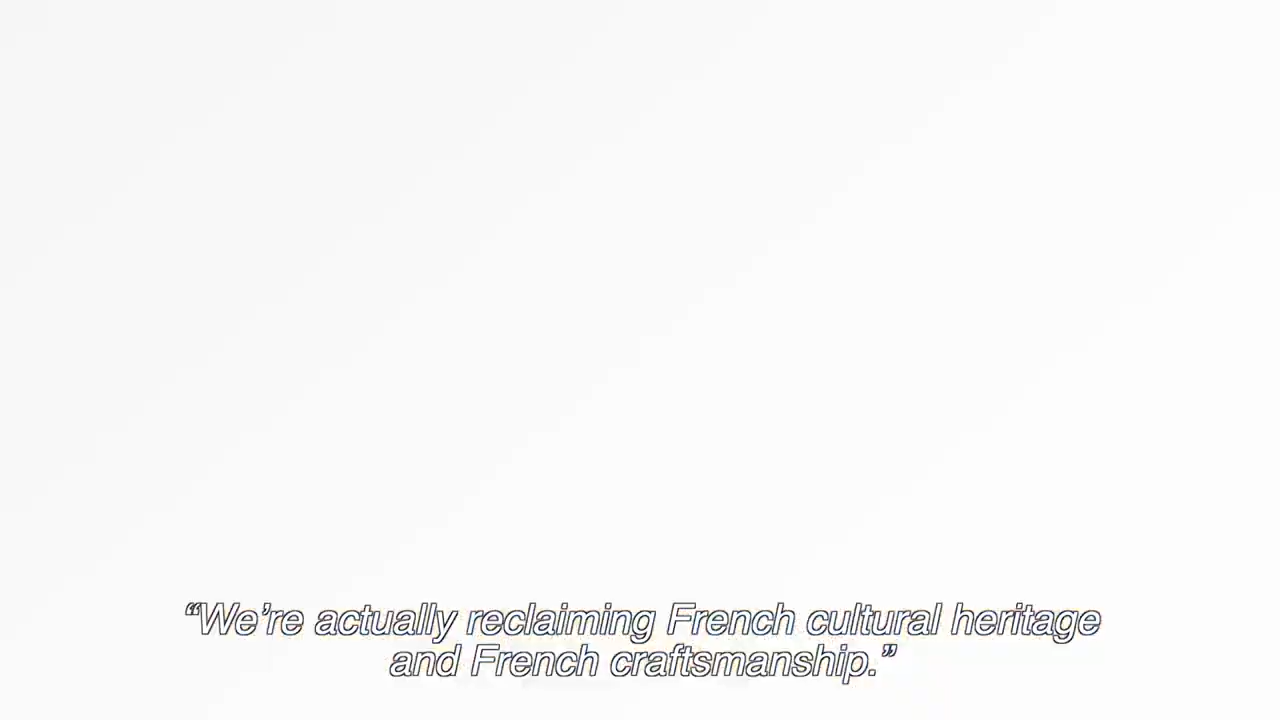 “We’re actually reclaiming French cultural heritage
and French craftsmanship.”